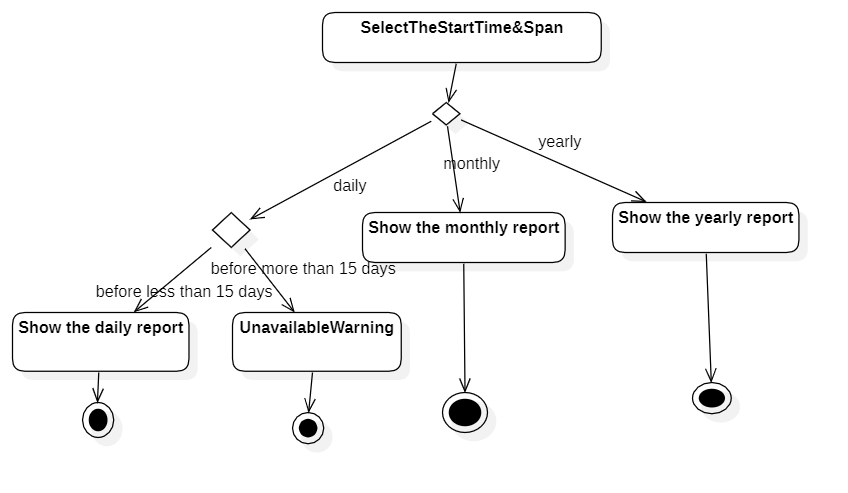 SelectTheStartTime&Span
yearly
monthly
daily
Show the monthly report
Show the yearly report
before more than 15 days
before less than 15 days
Show the daily report
UnavailableWarning